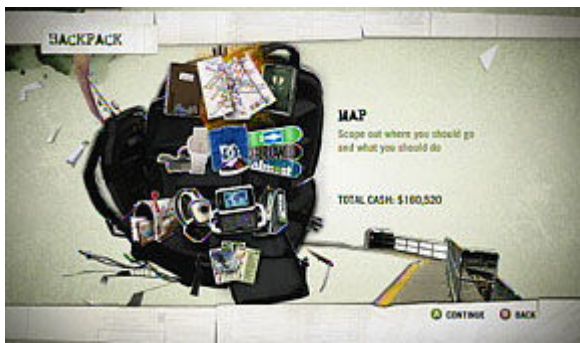 BACKPACK
MAP
Scope out where you should go
and what you should do
TOTAL CASH: $160,520
almost
A CONTINUE B BACK